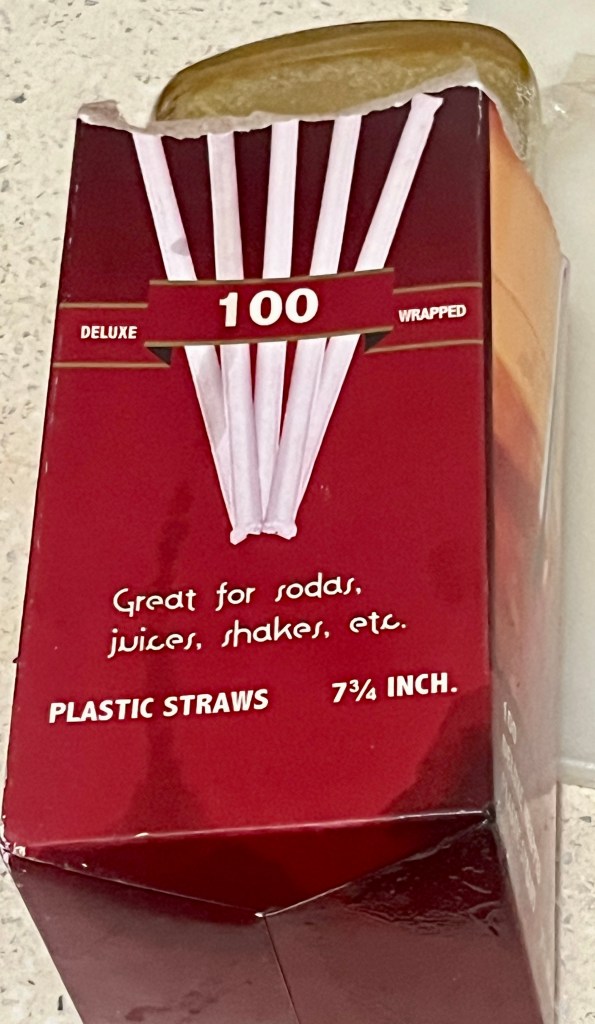 DELUXE 100 WRAPPED
Great for sodas,
juices, shakes, etc.
PLASTIC STRAWS 7¾ INCH.